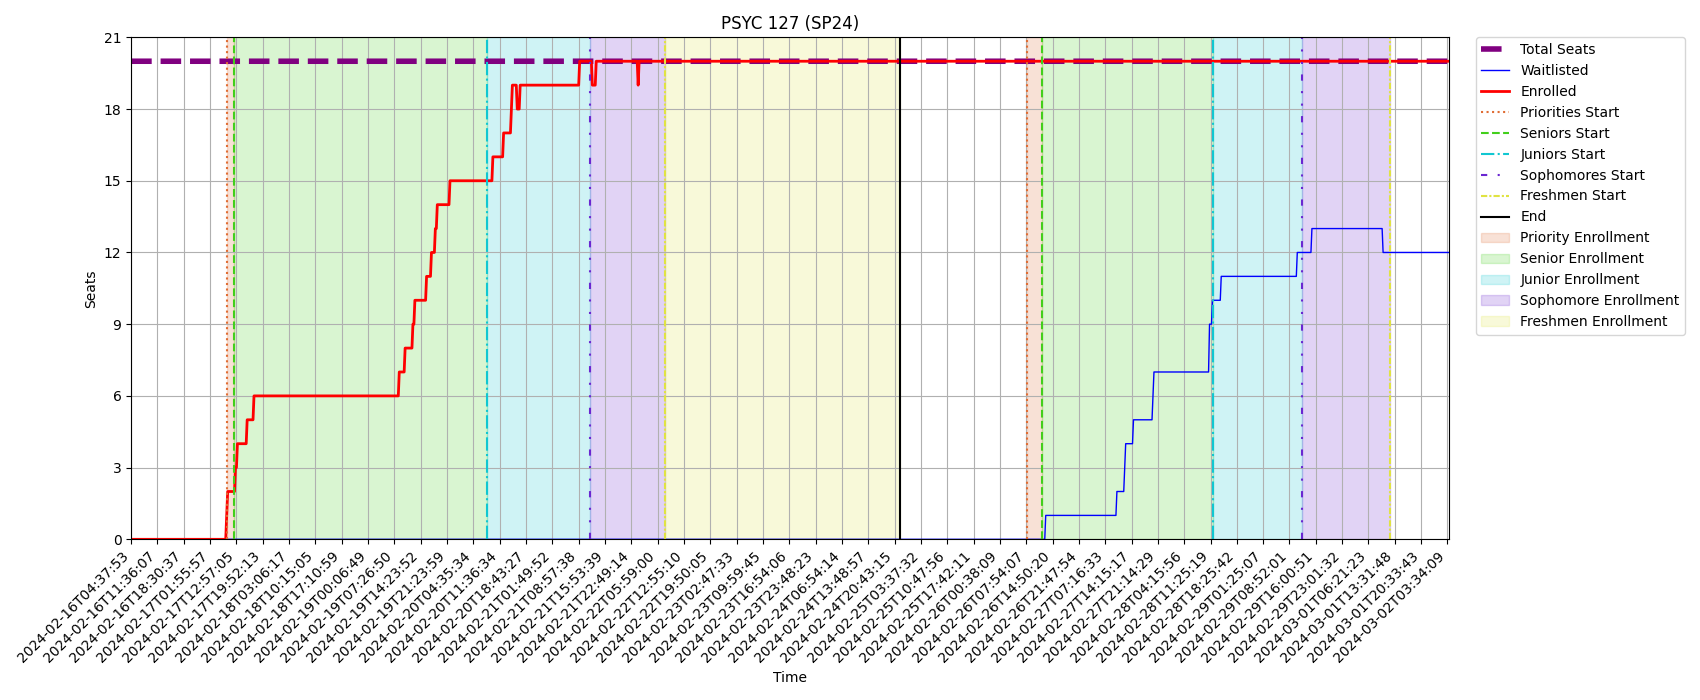 PSYC 127 (SP24)
21
18
15
12
9
6
3
0
Seats
2024-02-16T04:37:53
2024-02-16T11:36:07
2024-02-16T18:30:37
2024-02-17T01:55:57
2024-02-17T12:57:05
2024-02-17T19:52:13
2024-02-18T03:06:17
2024-02-18T10:15:05
2024-02-18T17:10:59
2024-02-19T00:06:49
2024-02-19T07:26:50
2024-02-19T14:23:52
2024-02-19T21:23:59
2024-02-20T04:35:34
2024-02-20T11:36:34
2024-02-20T18:43:27
2024-02-21T01:49:52
2024-02-21T08:57:38
2024-02-21T15:53:39
2024-02-21T22:49:14
2024-02-22T05:59:00
2024-02-22T12:55:10
2024-02-22T19:50:05
2024-02-23T02:47:33
2024-02-23T09:59:45
2024-02-23T16:54:06
2024-02-23T23:48:23
2024-02-24T06:54:14
2024-02-24T13:48:57
2024-02-24T20:43:15
2024-02-25T03:37:32
2024-02-25T10:47:56
2024-02-25T17:42:11
2024-02-26T00:38:09
2024-02-26T07:54:07
2024-02-26T14:50:20
2024-02-26T21:47:54
2024-02-27T07:16:33
2024-02-27T14:15:17
2024-02-27T21:14:29
2024-02-28T04:15:56
2024-02-28T11:25:19
2024-02-28T18:25:42
2024-02-29T01:25:07
2024-02-29T08:52:01
2024-02-29T16:00:51
2024-02-29T23:01:32
2024-03-01T06:21:23
2024-03-01T13:31:48
2024-03-01T20:33:43
2024-03-02T03:34:09
Time
Total Seats
Waitlisted
Enrolled
Priorities Start
Seniors Start
Juniors Start
Sophomores Start
Freshmen Start
End
Priority Enrollment
Senior Enrollment
Junior Enrollment
Sophomore Enrollment
Freshmen Enrollment